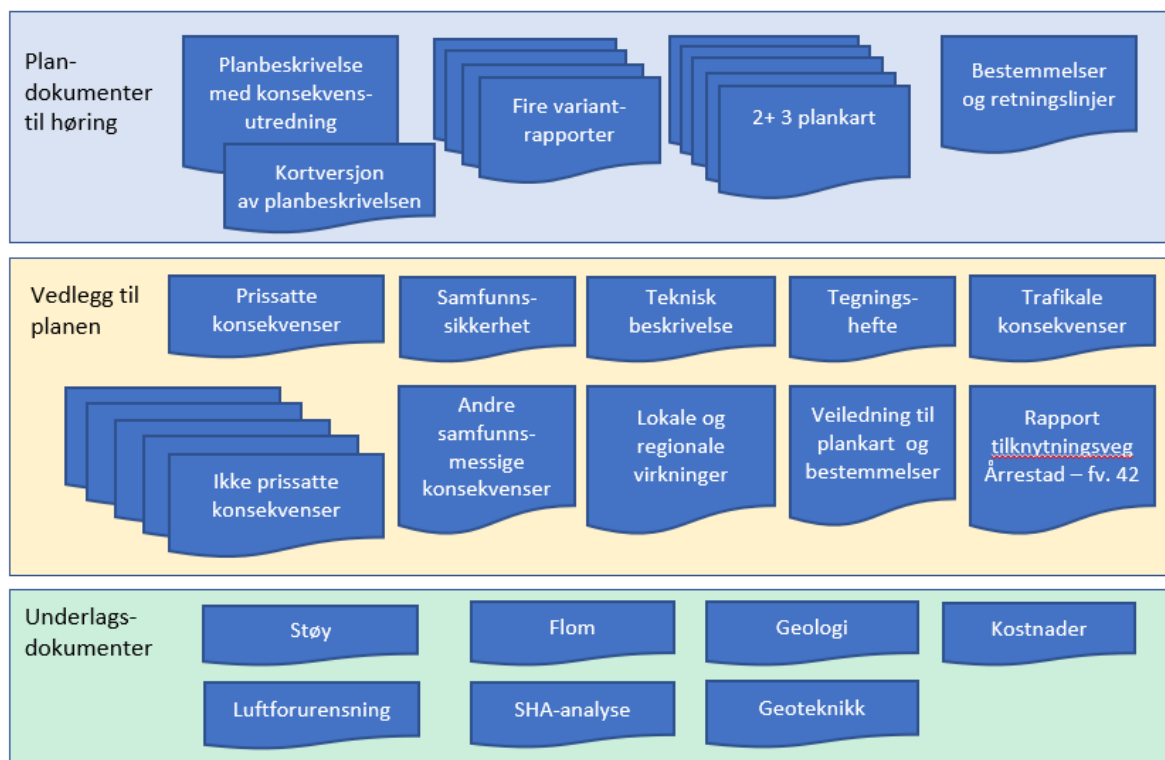 Plan-
dokumenter
til høring
Planbeskrivelse
med konsekvens-
utredning
Kortversjon
av planbeskrivelsen
Fire variant-
rapporter
2+ 3 plankart
Bestemmelser
og retningslinjer
Vedlegg til
planen
Prissatte
konsekvenser
Samfunns-
sikkerhet
Teknisk
beskrivelse
Tegnings-
hefte
Trafikale
konsekvenser
Ikke prissatte
konsekvenser
Andre
samfunns-
messige
konsekvenser
Lokale og
regionale
virkninger
Veiledning til
plankart og
bestemmelser
Rapport
tilknytningsveg
Årrestad – fv. 42
Underlags-
dokumenter
Støy
Flom
Geologi
Kostnader
Luftforurensning
SHA-analyse
Geoteknikk